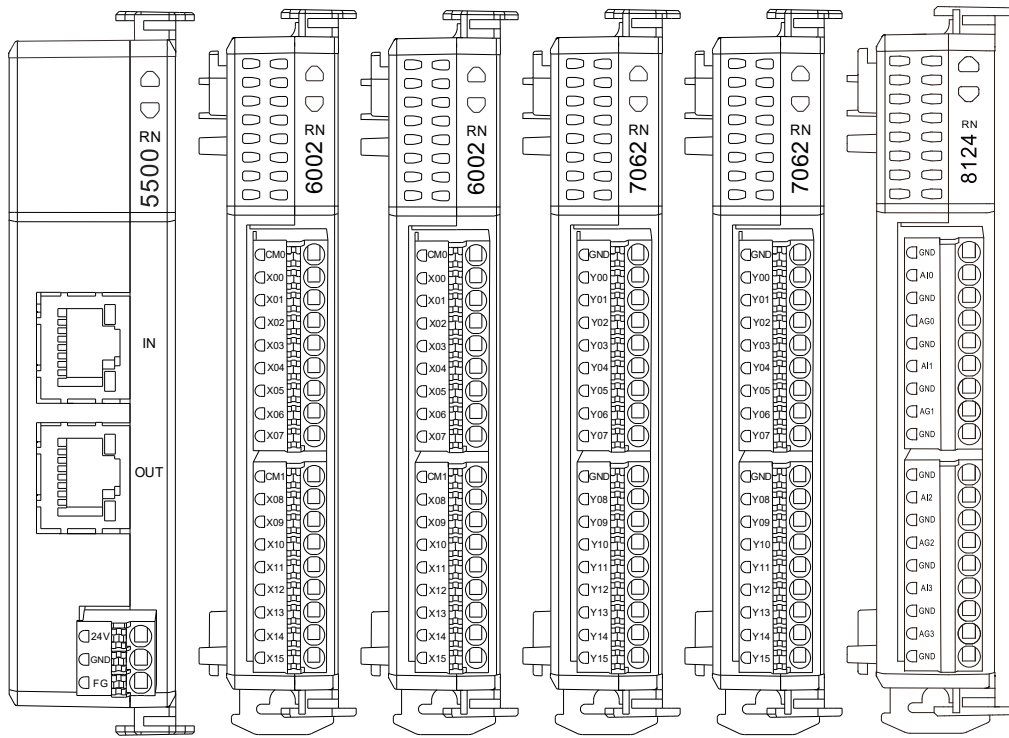 RN
5500
IN
OUT
24V
GND
FG
RN
6002
CM0
X00
X01
X02
X03
X04
X05
X06
X07
CM1
X08
X09
X10
X11
X12
X13
X14
X15
RN
6002
CM0
X00
X01
X02
X03
X04
X05
X06
X07
CM1
X08
X09
X10
X11
X12
X13
X14
X15
RN
7062
GND
Y00
Y01
Y02
Y03
Y04
Y05
Y06
Y07
GND
Y08
Y09
Y10
Y11
Y12
Y13
Y14
Y15
RN
7062
GND
Y00
Y01
Y02
Y03
Y04
Y05
Y06
Y07
GND
Y08
Y09
Y10
Y11
Y12
Y13
Y14
Y15
RN
8124
GND
AI0
GND
AG0
GND
AI1
GND
AG1
GND
GND
AI2
GND
AG2
GND
AI3
GND
AG3
GND